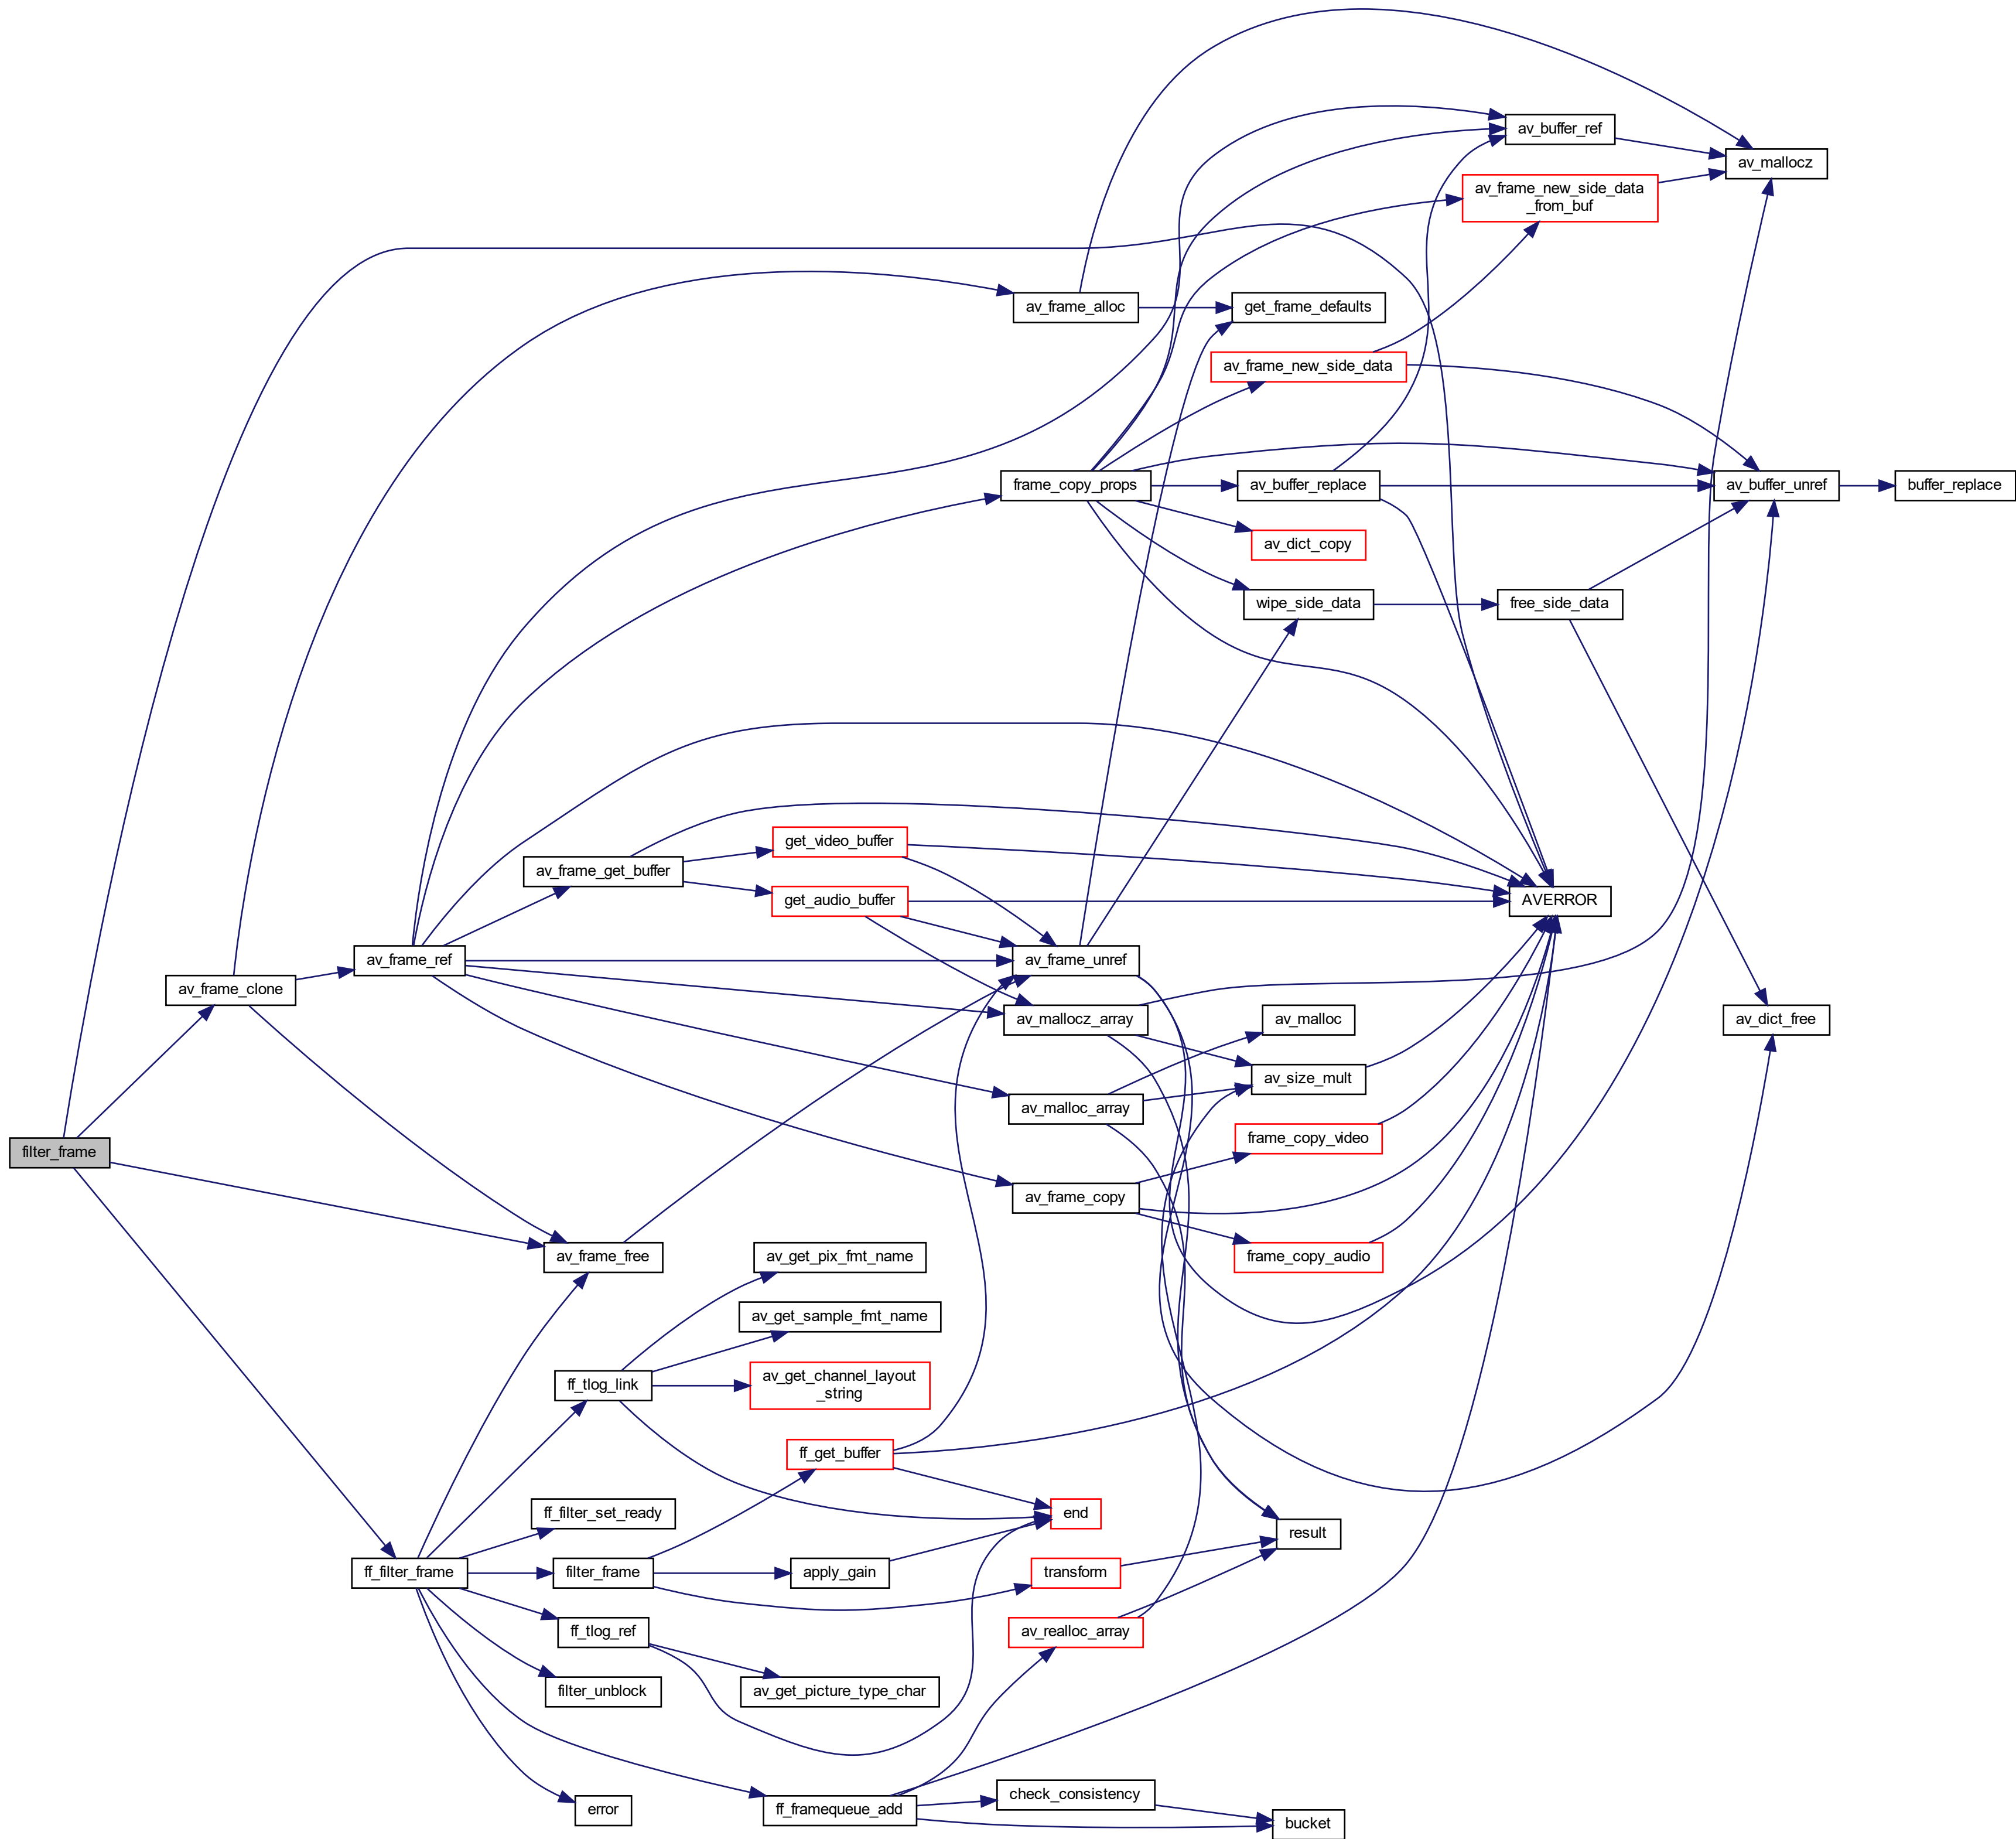 av_buffer_ref
av_mallocz
av_frame_new_side_data
_from_buf
av_frame_alloc
get_frame_defaults
av_frame_new_side_data
frame_copy_props
av_buffer_replace
av_buffer_unref
buffer_replace
av_dict_copy
wipe_side_data
free_side_data
get_video_buffer
av_frame_get_buffer
get_audio_buffer
AVERROR
av_frame_ref
av_frame_unref
av_frame_clone
av_mallocz_array
av_malloc
av_dict_free
av_size_mult
av_malloc_array
filter_frame
frame_copy_video
av_frame_copy
av_frame_free
av_get_pix_fmt_name
frame_copy_audio
av_get_sample_fmt_name
ff_tlog_link
av_get_channel_layout
_string
ff_get_buffer
ff_filter_set_ready
end
result
ff_filter_frame
filter_frame
apply_gain
transform
ff_tlog_ref
av_realloc_array
filter_unblock
av_get_picture_type_char
check_consistency
error
ff_framequeue_add
bucket